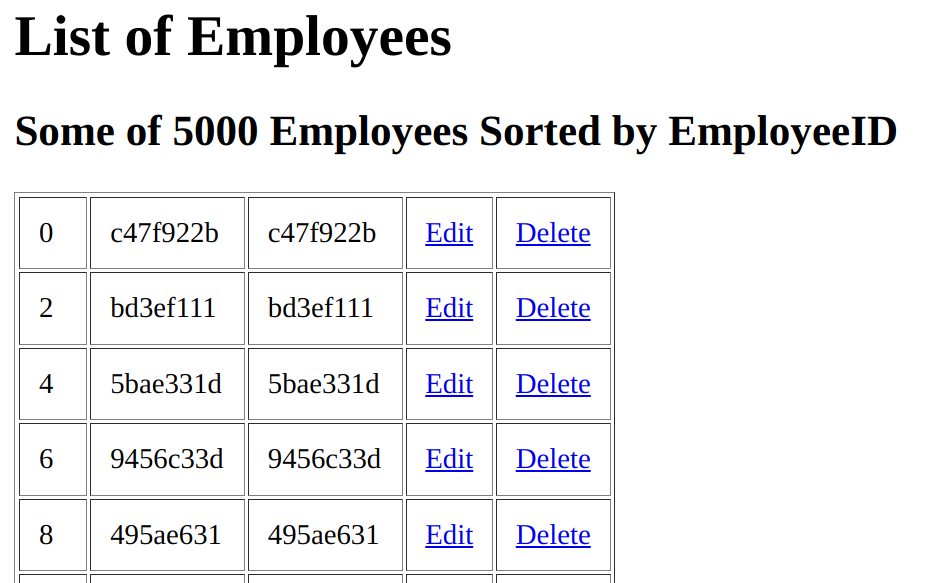 List of Employees
Some of 5000 Employees Sorted by EmployeeID
0 c47f922b c47f922b Edit Delete
2 bd3ef111 bd3ef111 Edit Delete
4 5bae331d 5bae331d Edit Delete
6 9456c33d 9456c33d Edit Delete
8 495ae631 495ae631 Edit Delete